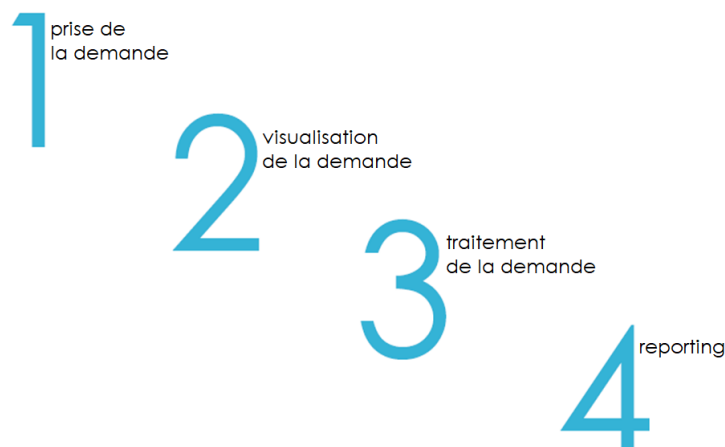 1
prise de
la demande
2
visualisation
de la demande
3
traitement
de la demande
4
reporting